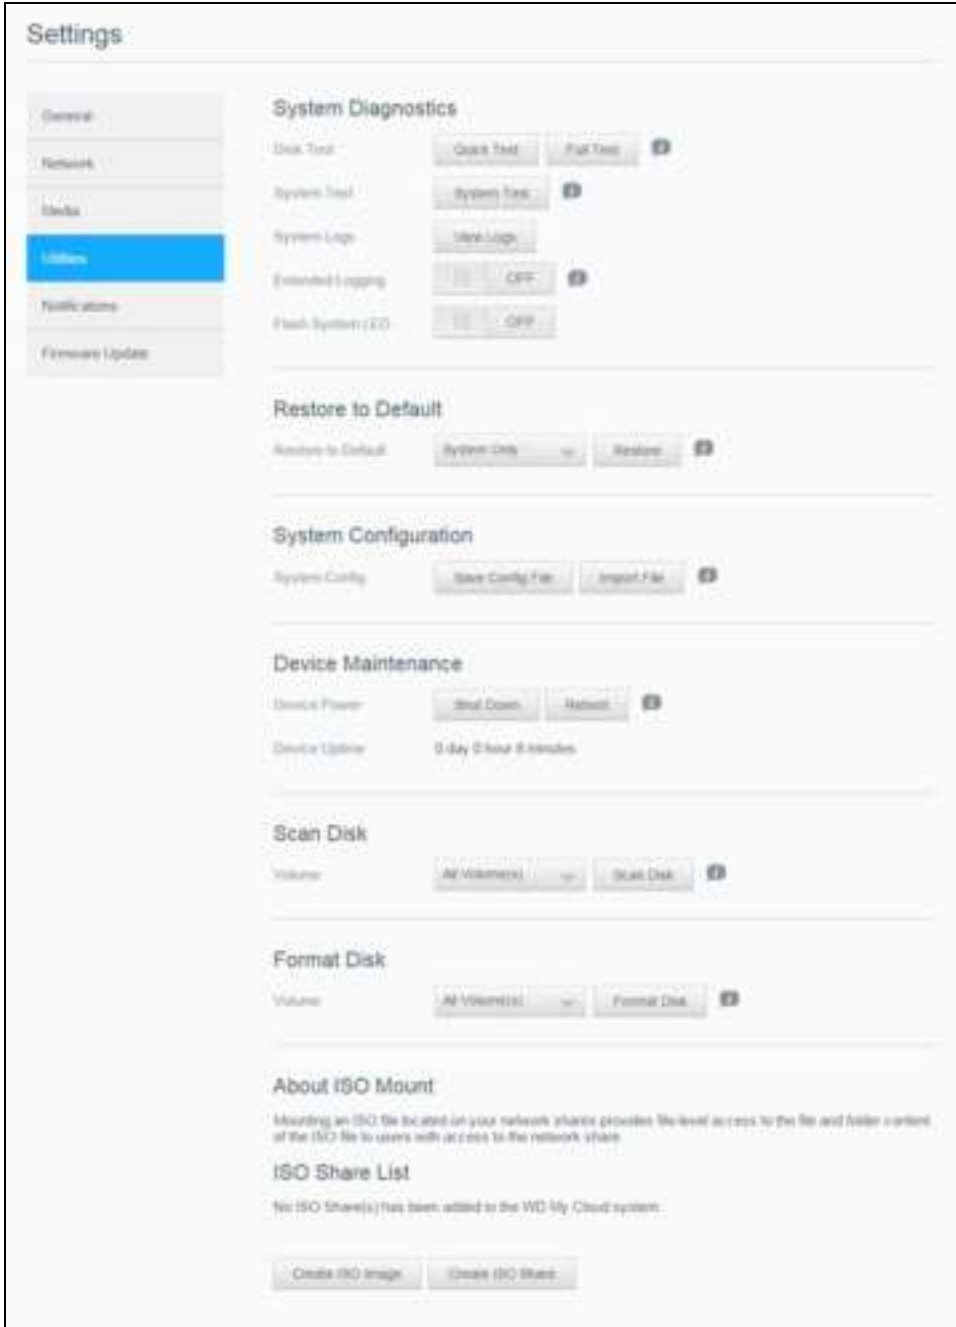 Settings
General
Network
Media
Utilities
Notifications
Firmware Update
System Diagnostics
Disk Test
Quick Test
Full Test
System Test
System Test
System Logs
View Logs
Extended Logging
OFF
Flash System LED
OFF
Restore to Default
Restore to Default
System Only
Restore
System Configuration
System Config
Save Config File
Import File
Device Maintenance
Device Power
Shut Down
Reboot
Device Uptime
0 day 0 hour minutes
Scan Disk
Volume
All Volume(s)
Scan Disk
Format Disk
Volume
All Volume(s)
Format Disk
About ISO Mount
Mounting an ISO file located on your network shares provides file-level access to the file and folder content
of the ISO file to users with access to the network share.
ISO Share List
No ISO Share(s) has been added to the WD My Cloud system.
Create ISO Image
Create ISO Share